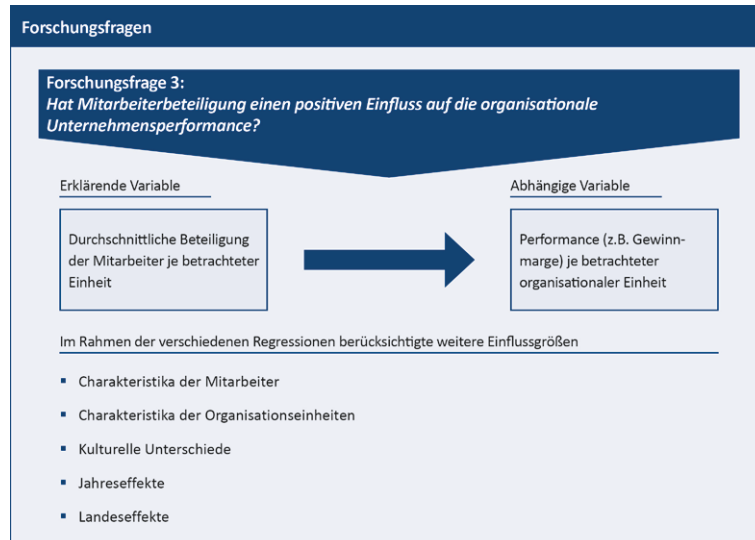 Forschungsfragen
Forschungsfrage 3:
Hat Mitarbeiterbeteiligung einen positiven Einfluss auf die organisationale
Unternehmensperformance?
Erklärende Variable
Durchschnittliche Beteiligung
der Mitarbeiter je betrachteter
Einheit
Abhängige Variable
Performance (z.B. Gewinn-
marge) je betrachteter
organisationaler Einheit
Im Rahmen der verschiedenen Regressionen berücksichtigte weitere Einflussgrößen
▪ Charakteristika der Mitarbeiter
▪ Charakteristika der Organisationseinheiten
▪ Kulturelle Unterschiede
▪ Jahreseffekte
▪ Landeseffekte